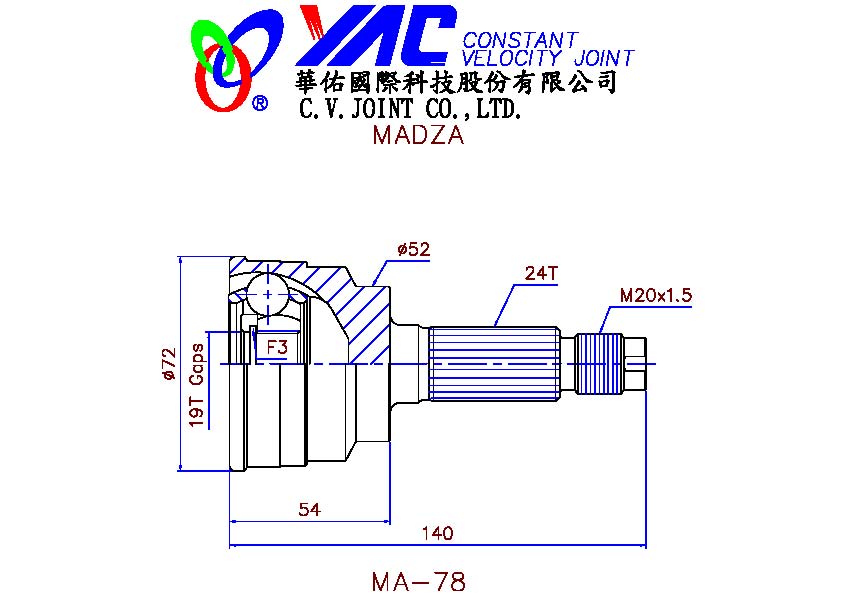 YAC CONSTANT
VELOCITY JOINT
®
華佑國際科技股份有限公司
C.V.JOINT CO.,LTD.
MADZA
ø52
24T
M20x1.5
F3
ø72
19T Gaps
54
140
MA-78